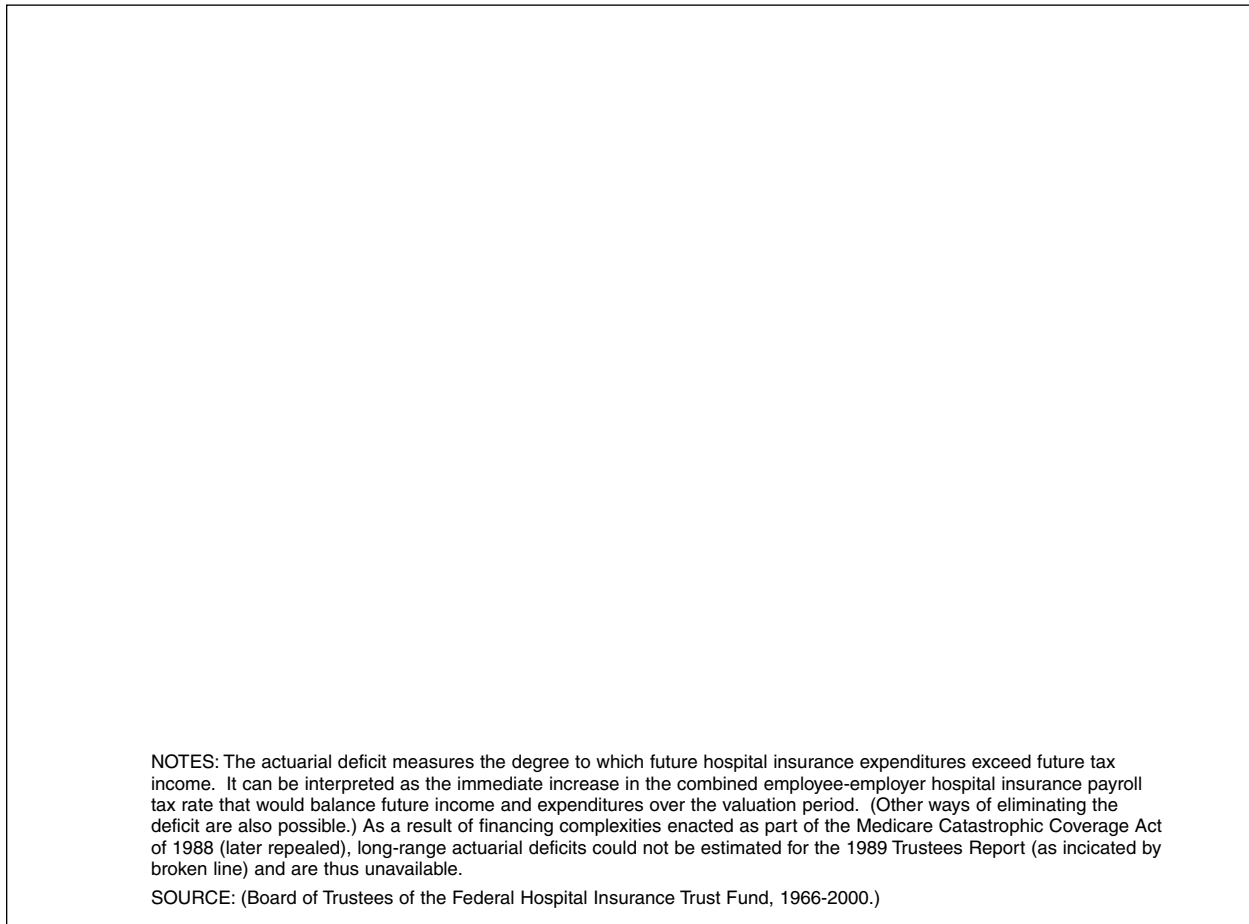 NOTES: The actuarial deficit measures the degree to which future hospital insurance expenditures exceed future tax
income.  It can be interpreted as the immediate increase in the combined employee-employer hospital insurance payroll
tax rate that would balance future income and expenditures over the valuation period.  (Other ways of eliminating the
deficit are also possible.) As a result of financing complexities enacted as part of the Medicare Catastrophic Coverage Act
of 1988 (later repealed), long-range actuarial deficits could not be estimated for the 1989 Trustees Report (as incicated by
broken line) and are thus unavailable.
SOURCE: (Board of Trustees of the Federal Hospital Insurance Trust Fund, 1966-2000.)